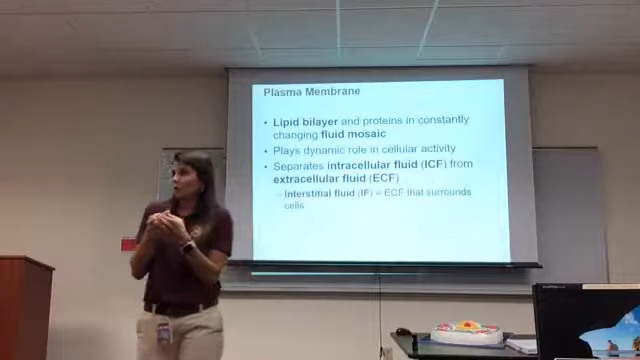 Plasma Membrane
• Lipid bilayer and proteins in constantly
changing fluid mosaic
• Plays dynamic role in cellular activity
• Separates intracellular fluid (ICF) from
extracellular fluid (ECF)
– Interstitial fluid (IF) = ECF that surrounds
cells